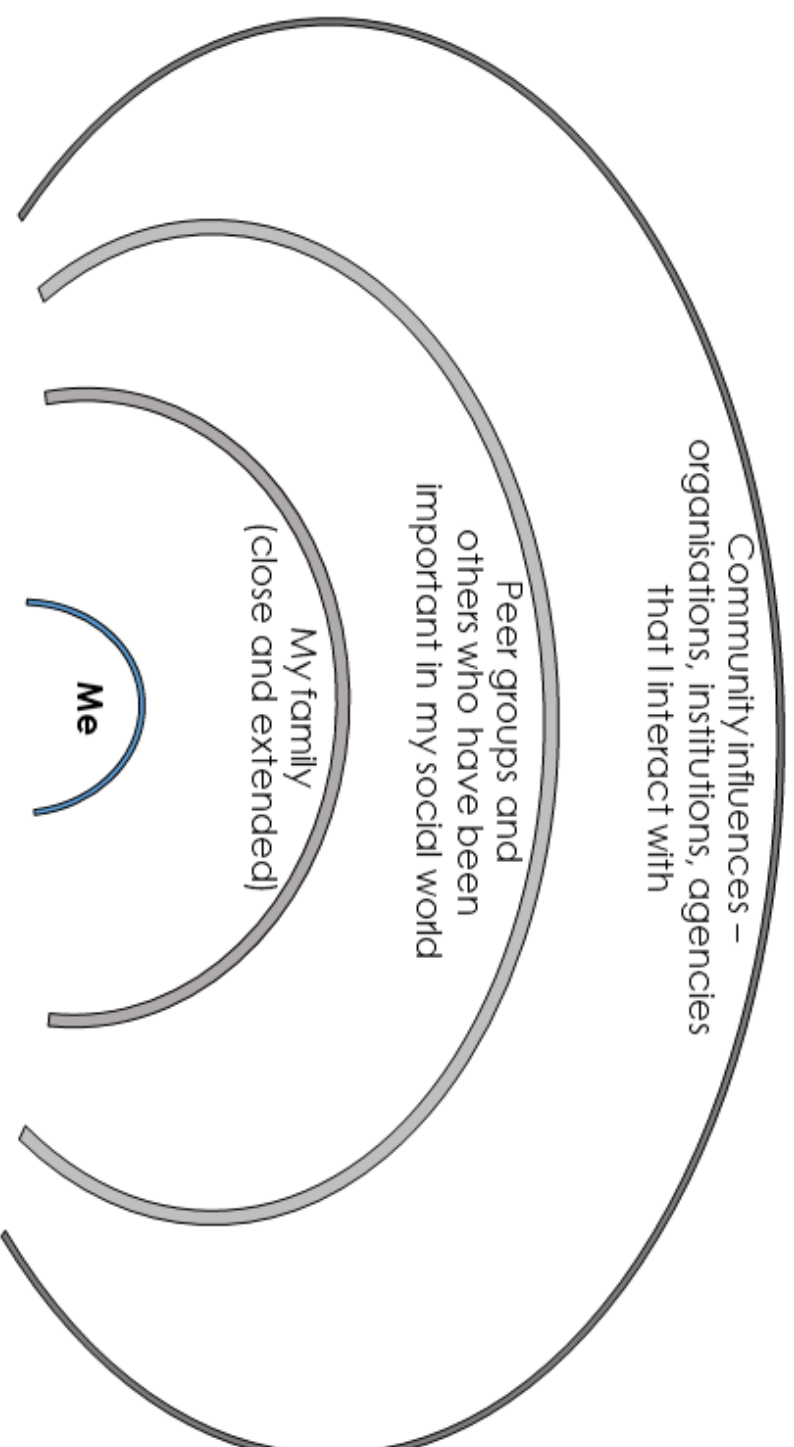 Community influences –
organisations, institutions, agencies
that I interact with
Peer groups and
others who have been
important in my social world
My family
(close and extended)
Me